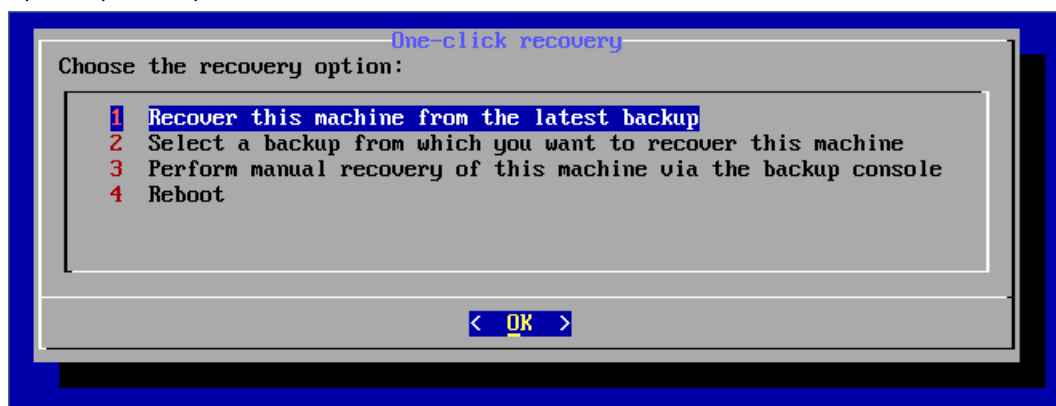 One-click recovery
Choose the recovery option:
1 Recover this machine from the latest backup
2 Select a backup from which you want to recover this machine
3 Perform manual recovery of this machine via the backup console
4 Reboot
< OK >